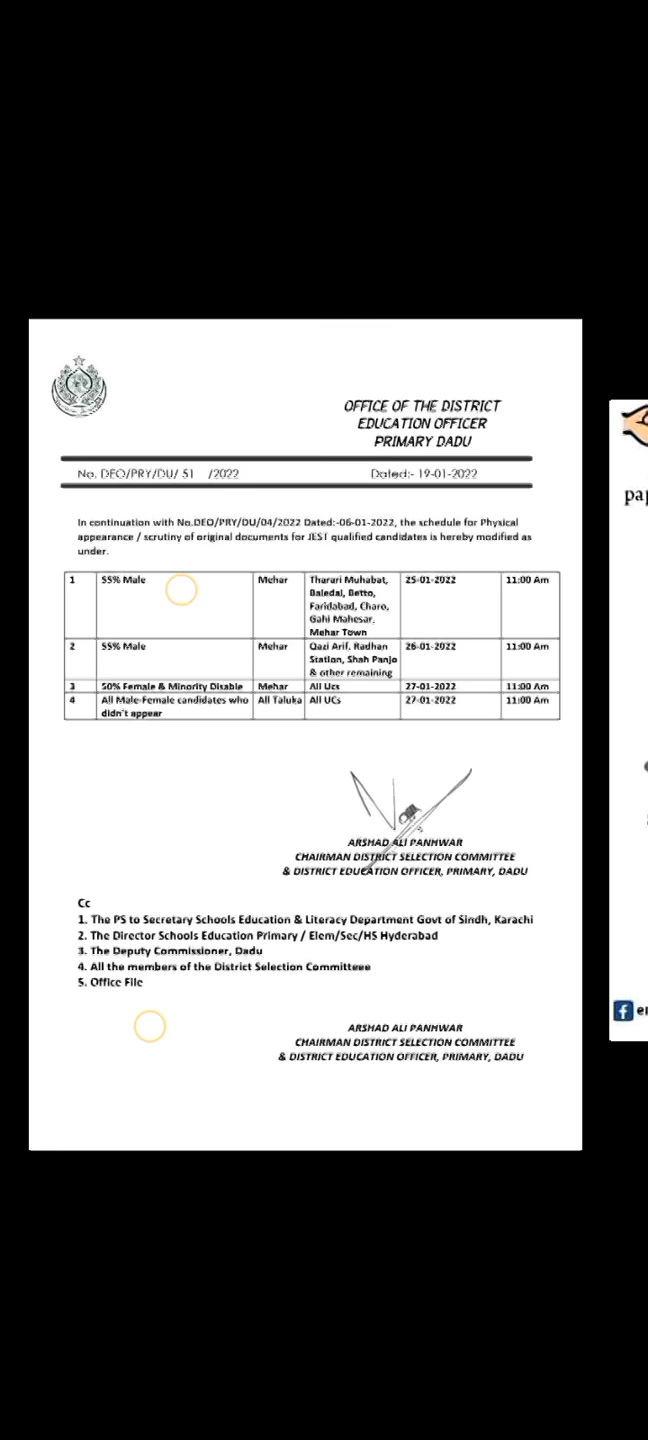 OFFICE OF THE DISTRICT
EDUCATION OFFICER
PRIMARY DADU
No. DEO/PRY/DU/ 51 /2022 Dated:- 19-01-2022
In continuation with No.DEO/PRY/DU/04/2022 Dated:-06-01-2022, the schedule for Physical
appearance / scrutiny of original documents for JEST qualified candidates is hereby modified as
under.
1 55% Male Mehar Tharari Muhabat, 25-01-2022 11:00 Am
Baledai, Betto,
Faridabad, Charo,
Gahi Mahesar,
Mehar Town
2 55% Male Mehar Qazi Arif, Radhan 26-01-2022 11:00 Am
Station, Shah Panjo
& other remaining
3 50% Female & Minority Disable Mehar All Ucs 27-01-2022 11:00 Am
4 All Male-Female candidates who All Taluka All UCs 27-01-2022 11:00 Am
didn't appear
ARSHAD ALI PANHWAR
CHAIRMAN DISTRICT SELECTION COMMITTEE
& DISTRICT EDUCATION OFFICER, PRIMARY, DADU
Cc
1. The PS to Secretary Schools Education & Literacy Department Govt of Sindh, Karachi
2. The Director Schools Education Primary / Elem/Sec/HS Hyderabad
3. The Deputy Commissioner, Dadu
4. All the members of the District Selection Committeee
5. Office File
ARSHAD ALI PANHWAR
CHAIRMAN DISTRICT SELECTION COMMITTEE
& DISTRICT EDUCATION OFFICER, PRIMARY, DADU